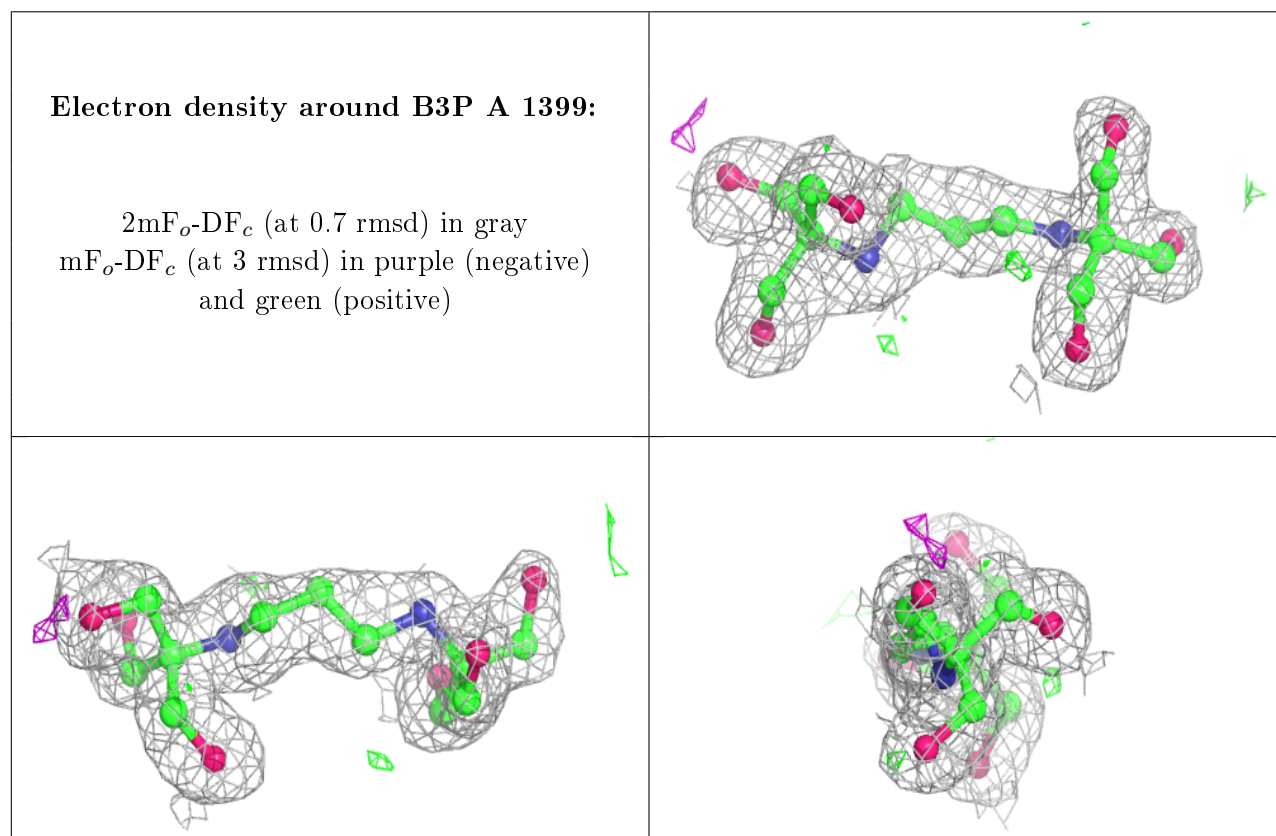 Electron density around B3P A 1399:
2mFo-DFc (at 0.7 rmsd) in gray
mFo-DFc (at 3 rmsd) in purple (negative)
and green (positive)